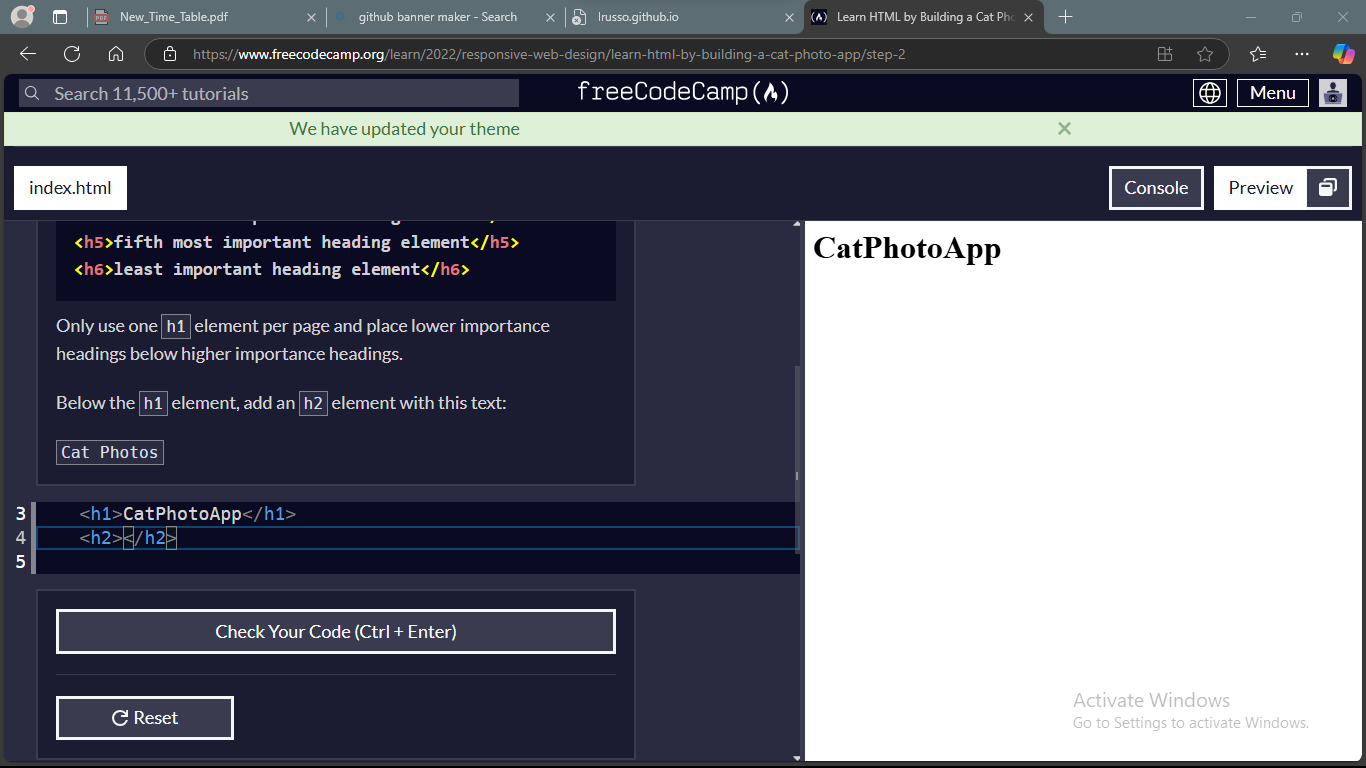 New_Time_Table.pdf
github banner maker - Search
lrusso.github.io
Learn HTML by Building a Cat Pho
https://www.freecodecamp.org/learn/2022/responsive-web-design/learn-html-by-building-a-cat-photo-app/step-2
Search 11,500+ tutorials
freeCodeCamp
Menu
We have updated your theme
index.html
Console
Preview
<h5>fifth most important heading element</h5>
<h6>least important heading element</h6>
Only use one h1 element per page and place lower importance
headings below higher importance headings.
Below the h1 element, add an h2 element with this text:
Cat Photos
3 <h1>CatPhotoApp</h1>
4 <h2></h2>
5
Check Your Code (Ctrl + Enter)
Reset
CatPhotoApp
Activate Windows
Go to Settings to activate Windows.